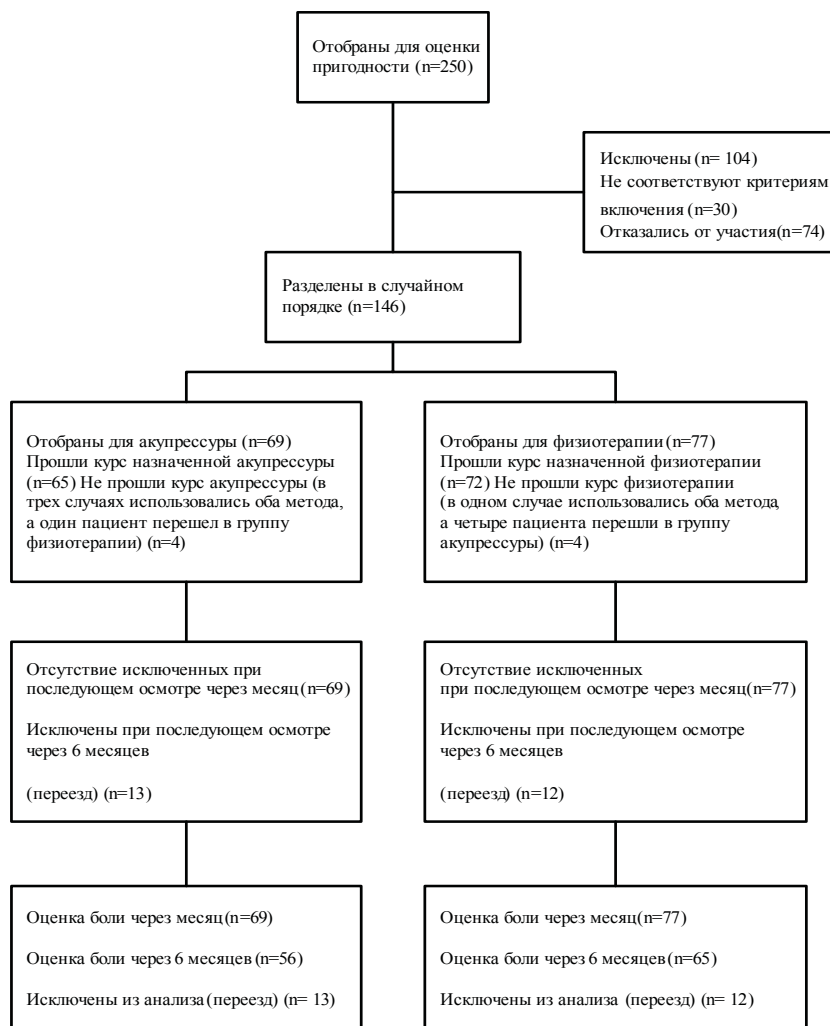 Отобраны для оценки
пригодности (n=250)
Исключены (n= 104)
Не соответствуют критериям
включения (n=30)
Отказались от участия(n=74)
Разделены в случайном
порядке (n=146)
Отобраны для акупрессуры (n=69)
Прошли курс назначенной акупрессуры
(n=65) Не прошли курс акупрессуры (в
трех случаях использовались оба метода,
а один пациент перешел в группу
физиотерапии) (n=4)
Отобраны для физиотерапии(n=77)
Прошли курс назначенной физиотерапии
(n=72) Не прошли курс физиотерапии
(в одном случае использовались оба метода,
а четыре пациента перешли в группу
акупрессуры) (n=4)
Отсутствие исключенных при
последующем осмотре через месяц(n=69)
Исключены при последующем осмотре
через 6 месяцев
(переезд) (n=13)
Отсутствие исключенных
при последующем осмотре через месяц(n=77)
Исключены при последующем осмотре
через 6 месяцев
(переезд) (n=12)
Оценка боли через месяц(n=69)
Оценка боли через 6 месяцев (n=56)
Исключены из анализа (переезд) (n= 13)
Оценка боли через месяц(n=77)
Оценка боли через 6 месяцев(n=65)
Исключены из анализа (переезд) (n= 12)